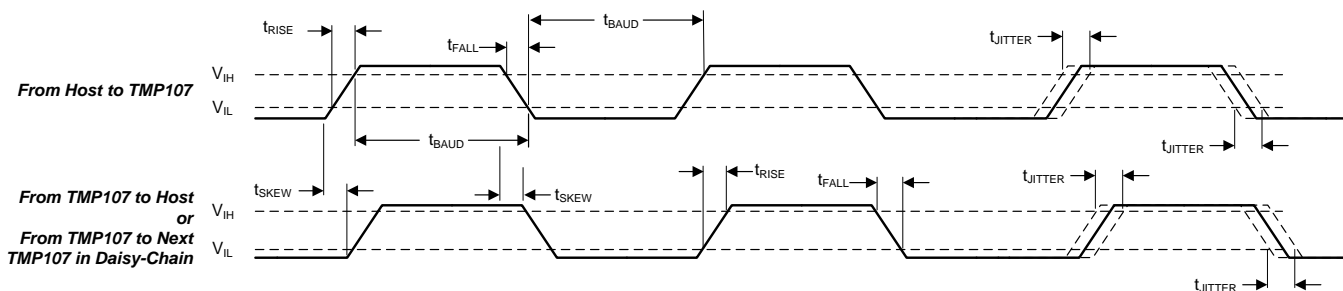 tRISE
tFALL
tBAUD
tJITTER
VIH
From Host to TMP107
VIL
tBAUD
tJITTER
tSKEW
tSKEW
tRISE
tFALL
tJITTER
From TMP107 to Host
or
From TMP107 to Next
TMP107 in Daisy-Chain
VIH
VIL
tJITTER